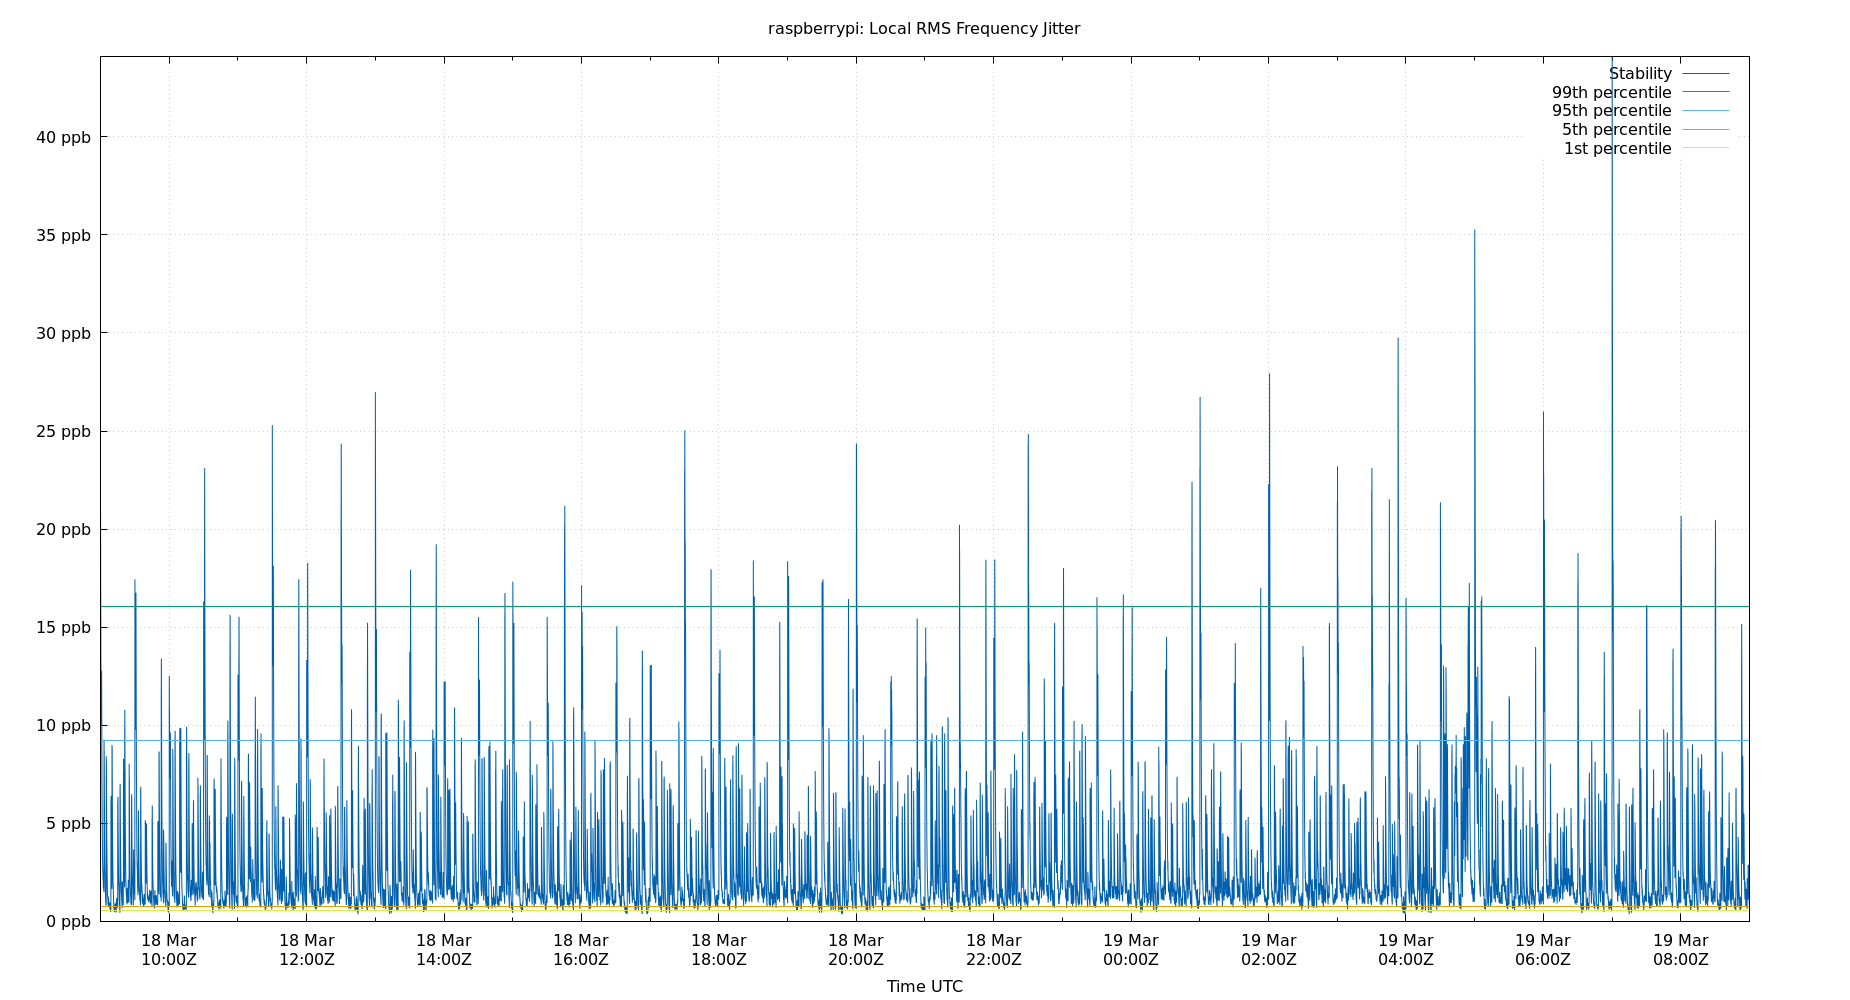 raspberrypi: Local RMS Frequency Jitter
Stability
99th percentile
95th percentile
5th percentile
1st percentile
40 ppb
35 ppb
30 ppb
25 ppb
20 ppb
15 ppb
10 ppb
5 ppb
0 ppb
18 Mar 18 Mar 18 Mar 18 Mar 18 Mar 18 Mar 18 Mar 19 Mar 19 Mar 19 Mar 19 Mar 19 Mar
10:00Z 12:00Z 14:00Z 16:00Z 18:00Z 20:00Z 22:00Z 00:00Z 02:00Z 04:00Z 06:00Z 08:00Z
Time UTC